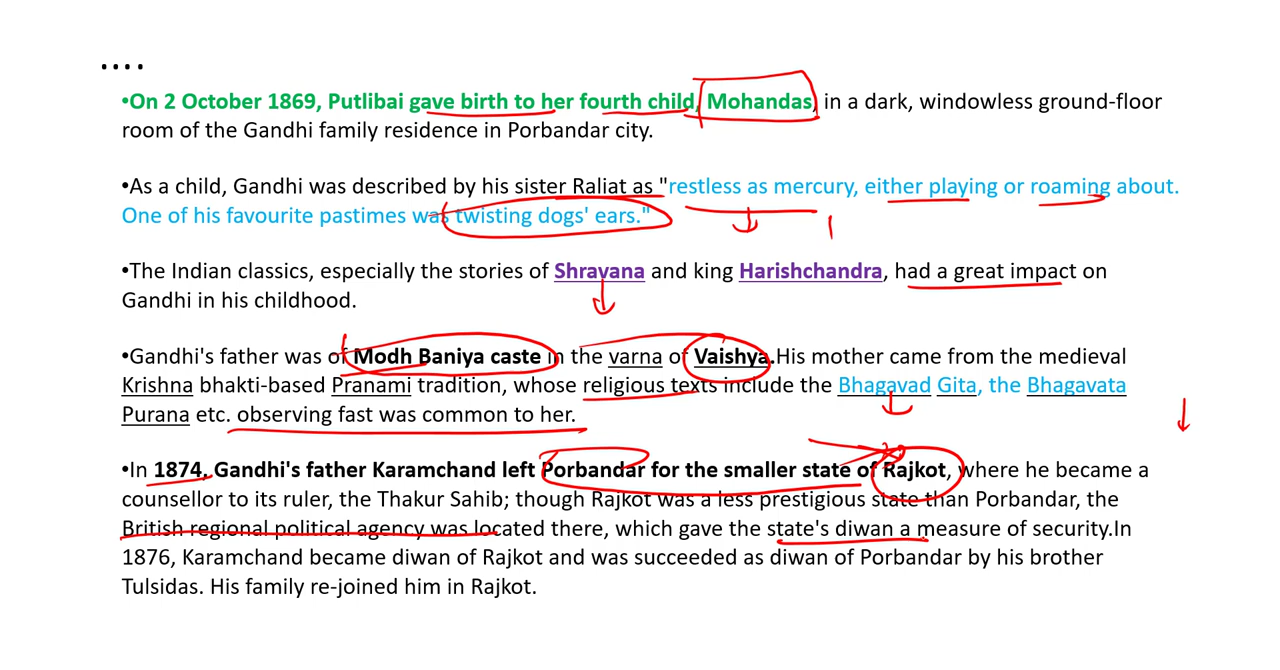 ....
•On 2 October 1869, Putlibai gave birth to her fourth child, Mohandas, in a dark, windowless ground-floor
room of the Gandhi family residence in Porbandar city.
•As a child, Gandhi was described by his sister Raliat as "restless as mercury, either playing or roaming about.
One of his favourite pastimes was twisting dogs' ears."
•The Indian classics, especially the stories of Shravana and king Harishchandra, had a great impact on
Gandhi in his childhood.
•Gandhi's father was of Modh Baniya caste in the varna of Vaishya.His mother came from the medieval
Krishna bhakti-based Pranami tradition, whose religious texts include the Bhagavad Gita, the Bhagavata
Purana etc. observing fast was common to her.
•In 1874, Gandhi's father Karamchand left Porbandar for the smaller state of Rajkot, where he became a
counsellor to its ruler, the Thakur Sahib; though Rajkot was a less prestigious state than Porbandar, the
British regional political agency was located there, which gave the state's diwan a measure of security.In
1876, Karamchand became diwan of Rajkot and was succeeded as diwan of Porbandar by his brother
Tulsidas. His family re-joined him in Rajkot.